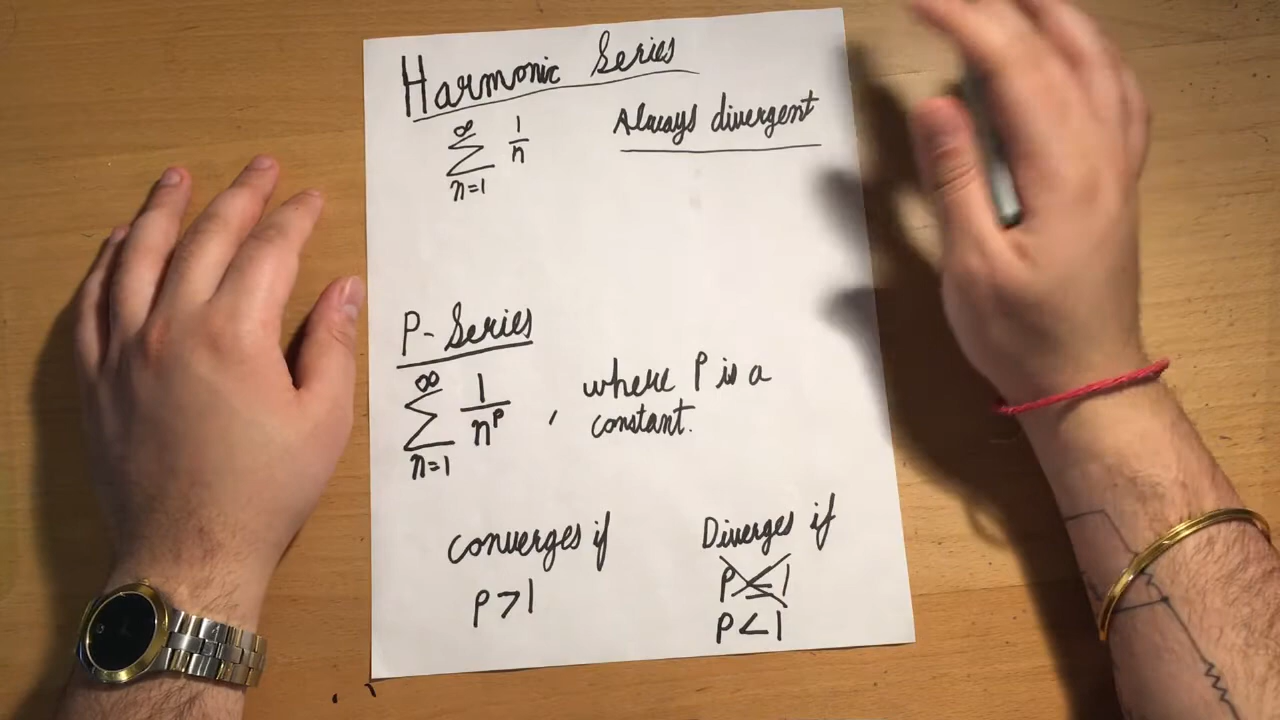 Harmonic Series
∞
∑ 1/n
n=1
Always divergent
P-Series
∞
∑ 1/n^p , where P is a
n=1
constant.
Converges if
P>1
Diverges if
P≤1
P<1